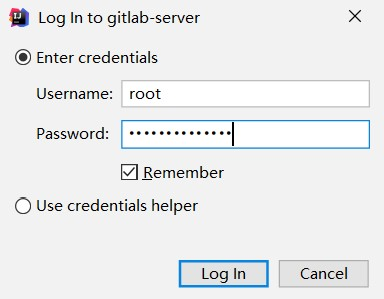 Log In to gitlab-server
Enter credentials
Username: root
Password: ••••••••••••••
Remember
Use credentials helper
Log In Cancel